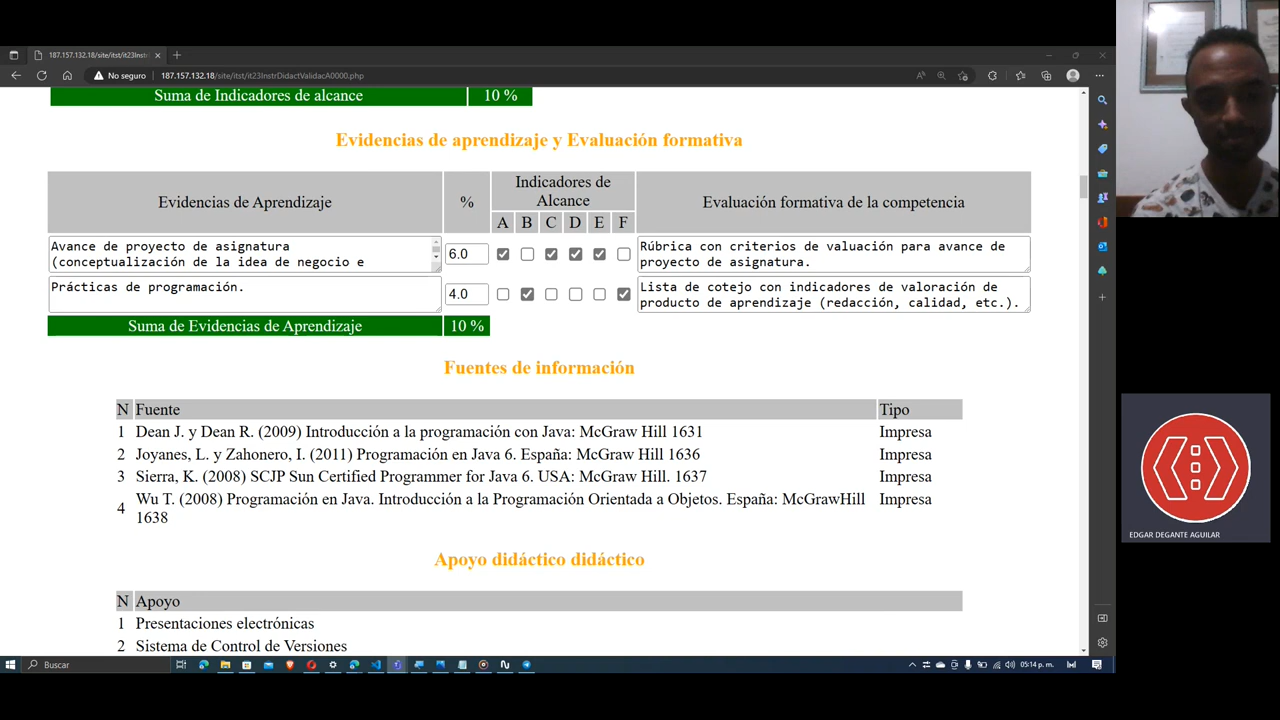 187.157.132.18/site/itst/it23Instr
No seguro
187.157.132.18/site/itst/it23InstrDidactValidacA0000.php
Suma de Indicadores de alcance 10 %
Evidencias de aprendizaje y Evaluación formativa
Evidencias de Aprendizaje % Indicadores de Alcance Evaluación formativa de la competencia
A B C D E F
Avance de proyecto de asignatura
(conceptualización de la idea de negocio e
6.0
Rúbrica con criterios de valuación para avance de
proyecto de asignatura.
Prácticas de programación.
4.0
Lista de cotejo con indicadores de valoración de
producto de aprendizaje (redacción, calidad, etc.).
Suma de Evidencias de Aprendizaje 10 %
Fuentes de información
N Fuente Tipo
1 Dean J. y Dean R. (2009) Introducción a la programación con Java: McGraw Hill 1631 Impresa
2 Joyanes, L. y Zahonero, I. (2011) Programación en Java 6. España: McGraw Hill 1636 Impresa
3 Sierra, K. (2008) SCJP Sun Certified Programmer for Java 6. USA: McGraw Hill. 1637 Impresa
4 Wu T. (2008) Programación en Java. Introducción a la Programación Orientada a Objetos. España: McGrawHill Impresa
1638
Apoyo didáctico didáctico
N Apoyo
1 Presentaciones electrónicas
2 Sistema de Control de Versiones
EDGAR DEGANTE AGUILAR
Buscar
05:14 p. m.